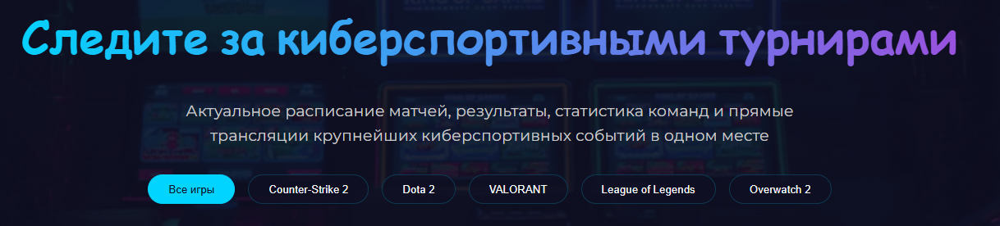 Следите за киберспортивными турнирами
Актуальное расписание матчей, результаты, статистика команд и прямые
трансляции крупнейших киберспортивных событий в одном месте
Все игры
Counter-Strike 2
Dota 2
VALORANT
League of Legends
Overwatch 2